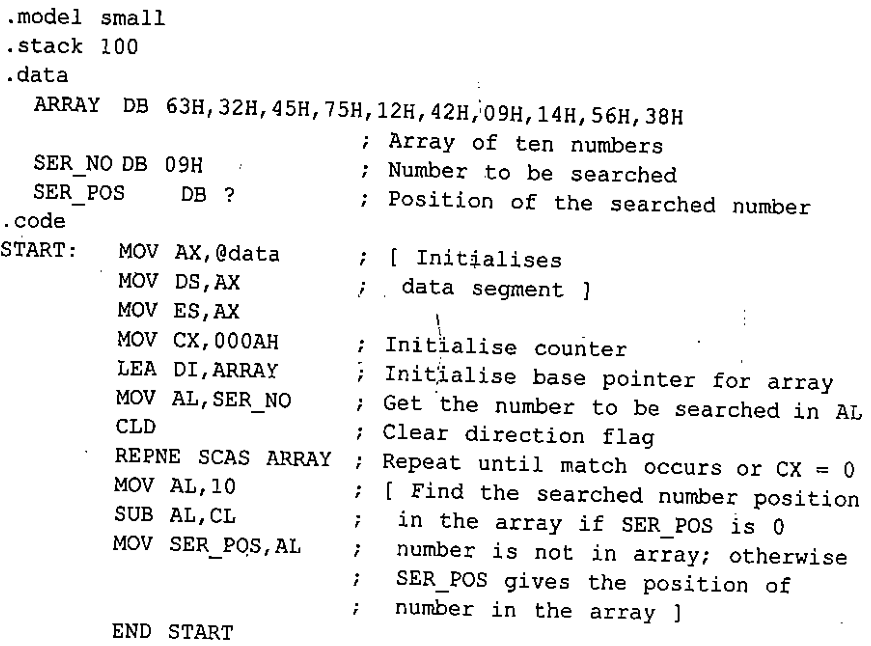 .model small
.stack 100
.data
ARRAY DB 63H,32H,45H,75H,12H,42H,09H,14H,56H,38H
; Array of ten numbers
SER_NO DB 09H ; Number to be searched
SER_POS DB ? ; Position of the searched number
.code
START: MOV AX,@data ; [ Initialises
MOV DS,AX ; data segment ]
MOV ES,AX
MOV CX,000AH ; Initialise counter
LEA DI,ARRAY ; Initialise base pointer for array
MOV AL,SER_NO ; Get the number to be searched in AL
CLD ; Clear direction flag
REPNE SCAS ARRAY ; Repeat until match occurs or CX = 0
MOV AL,10 ; [ Find the searched number position
SUB AL,CL ; in the array if SER_POS is 0
MOV SER_POS,AL ; number is not in array; otherwise
; SER_POS gives the position of
; number in the array ]
END START